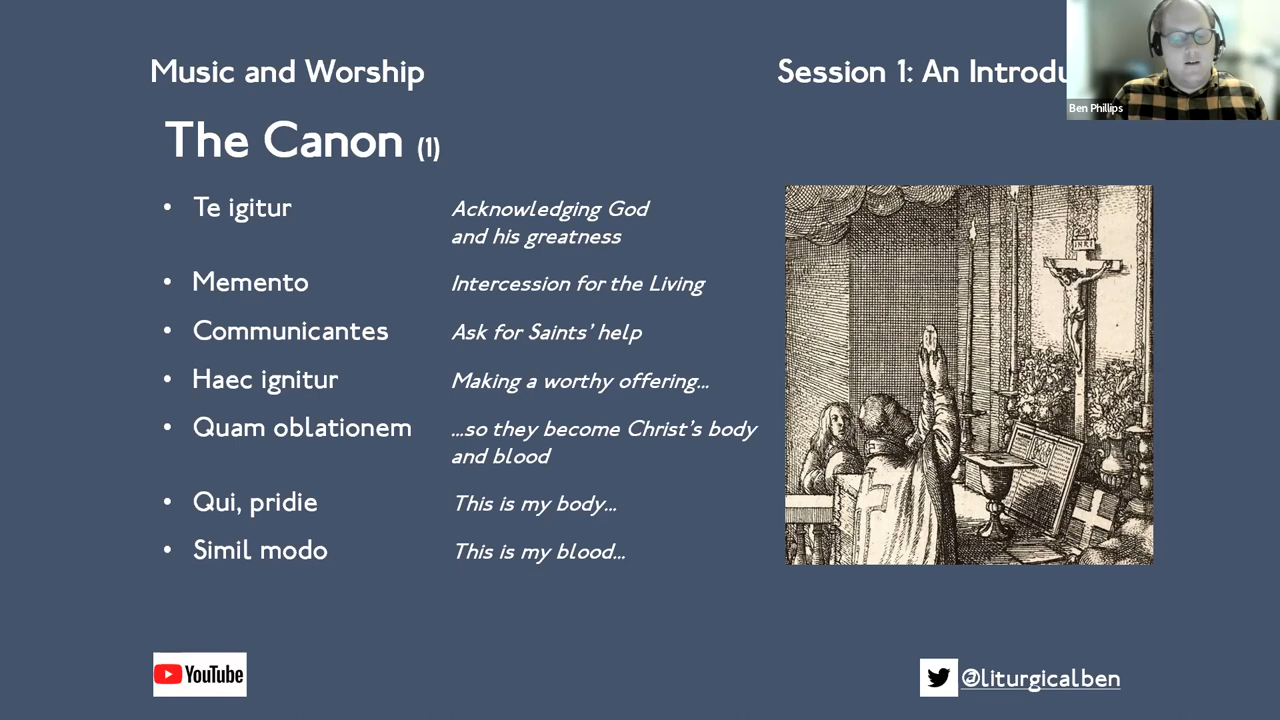 Music and Worship
Session 1: An Introdu
Ben Phillips
The Canon (1)
• Te igitur
Acknowledging God
and his greatness
• Memento
Intercession for the Living
• Communicantes
Ask for Saints' help
• Haec ignitur
Making a worthy offering...
• Quam oblationem
...so they become Christ's body
and blood
• Qui, pridie
This is my body...
• Simil modo
This is my blood...
INRI
YouTube
@liturgicalben